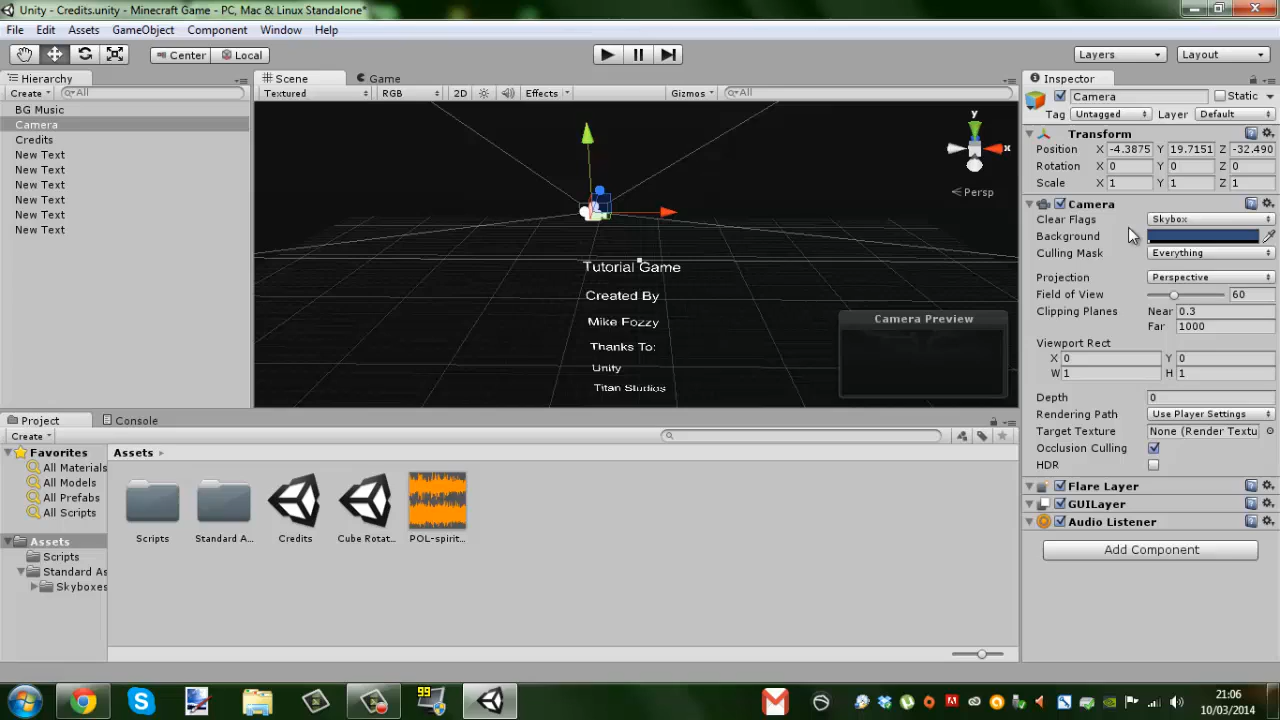 Unity - Credits.unity - Minecraft Game - PC, Mac & Linux Standalone*
File Edit Assets GameObject Component Window Help
Center Local Layers Layout
Hierarchy Scene Game Inspector
Create All Textured RGB 2D Effects Gizmos All
Camera Static
BG Music
Camera
Credits
New Text
New Text
New Text
New Text
New Text
New Text
y
x
Persp
Tutorial Game
Created By
Mike Fozzy
Thanks To:
Unity
Titan Studios
Camera Preview
Tag Untagged Layer Default
Transform
Position X -4.3875 Y 19.7151 Z -32.490
Rotation X 0 Y 0 Z 0
Scale X 1 Y 1 Z 1
Camera
Clear Flags Skybox
Background
Culling Mask Everything
Projection Perspective
Field of View 60
Clipping Planes Near 0.3
Far 1000
Viewport Rect
X 0 Y 0
W 1 H 1
Depth 0
Rendering Path Use Player Settings
Target Texture None (Render Textu
Occlusion Culling
HDR
Flare Layer
GUILayer
Audio Listener
Add Component
Project Console
Create
Favorites
All Materials
All Models
All Prefabs
All Scripts
Assets
Scripts
Standard As
Skyboxes
Assets
Scripts Standard A... Credits Cube Rotat... POL-spirit...
99
21:06
10/03/2014